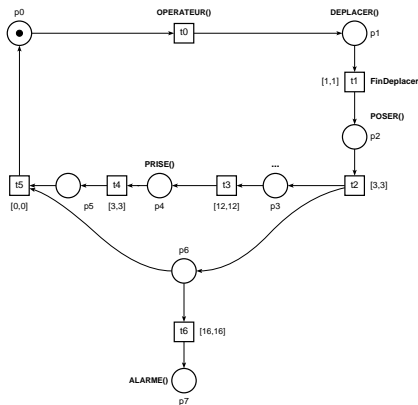 p0
OPERATEUR()
DEPLACER()
t0
p1
[1,1]
t1
FinDeplacer
POSER()
p2
PRISE()
...
t5
t4
t3
t2
[3,3]
p5
p4
p3
[0,0]
[3,3]
[12,12]
p6
t6
[16,16]
ALARME()
p7